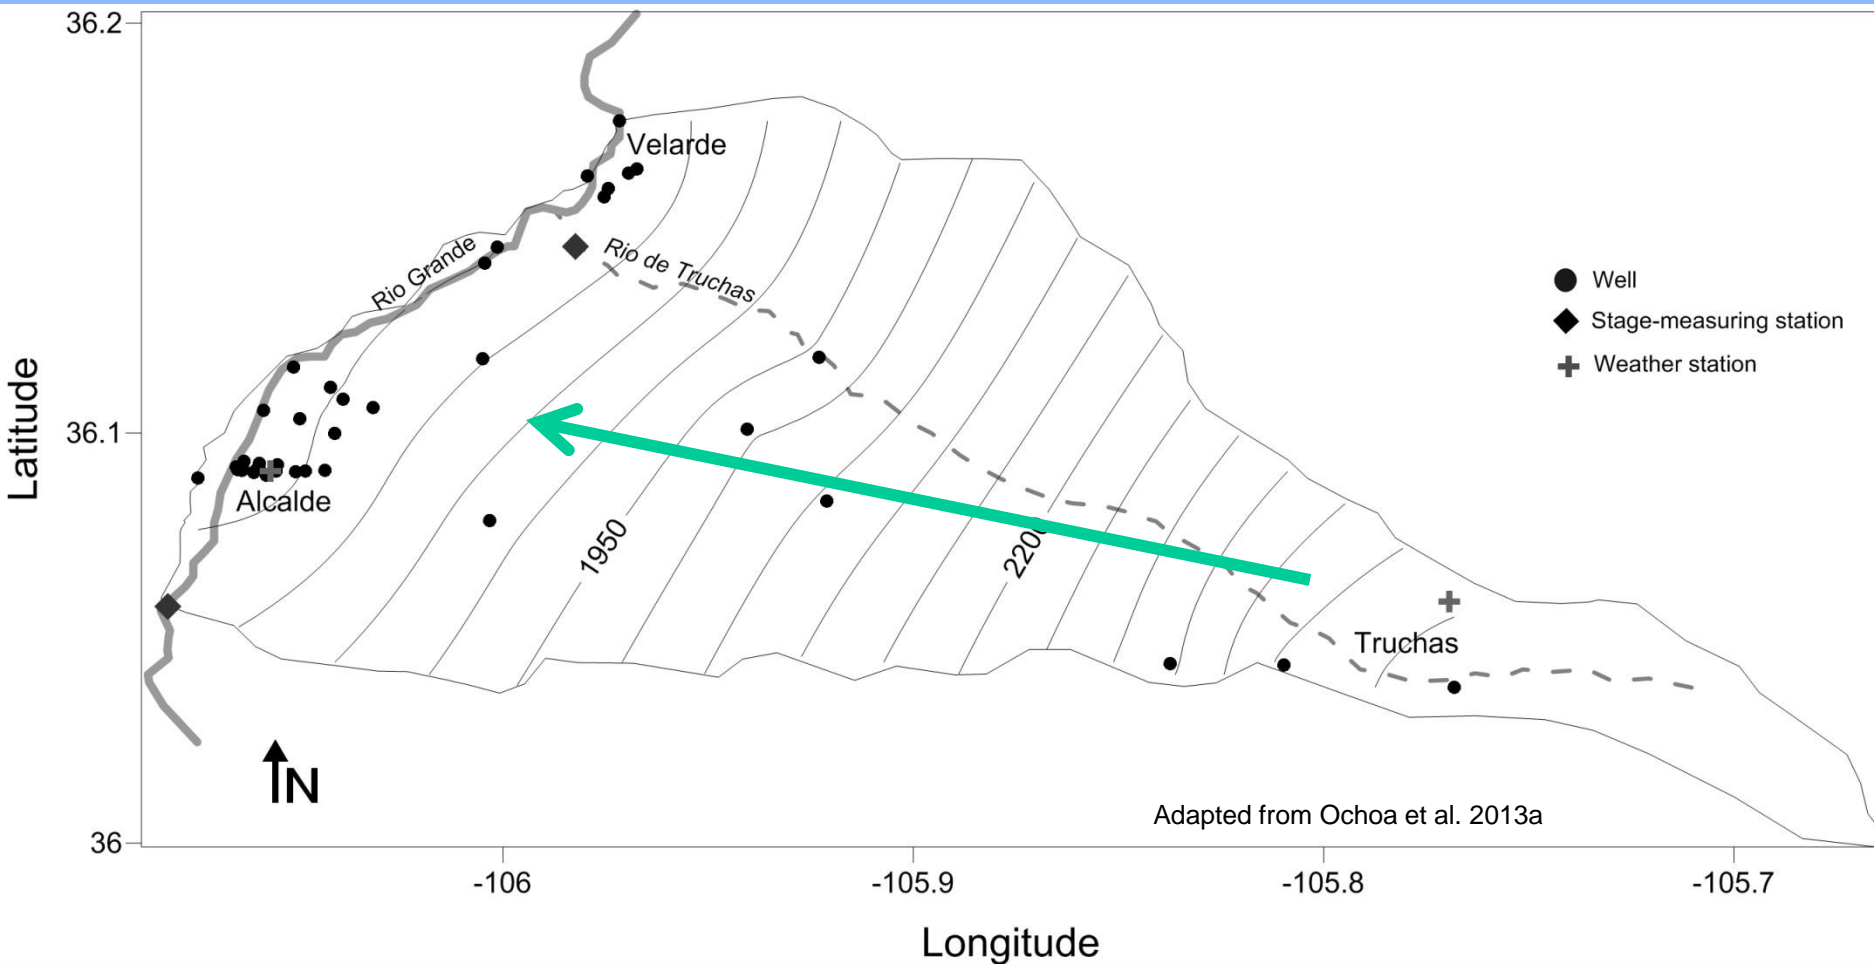 36.2
Velarde
Rio Grande
Rio de Truchas
Well
Stage-measuring station
Weather station
Latitude
36.1
Alcalde
1950
2200
Truchas
N
Adapted from Ochoa et al. 2013a
36
-106
-105.9
-105.8
-105.7
Longitude